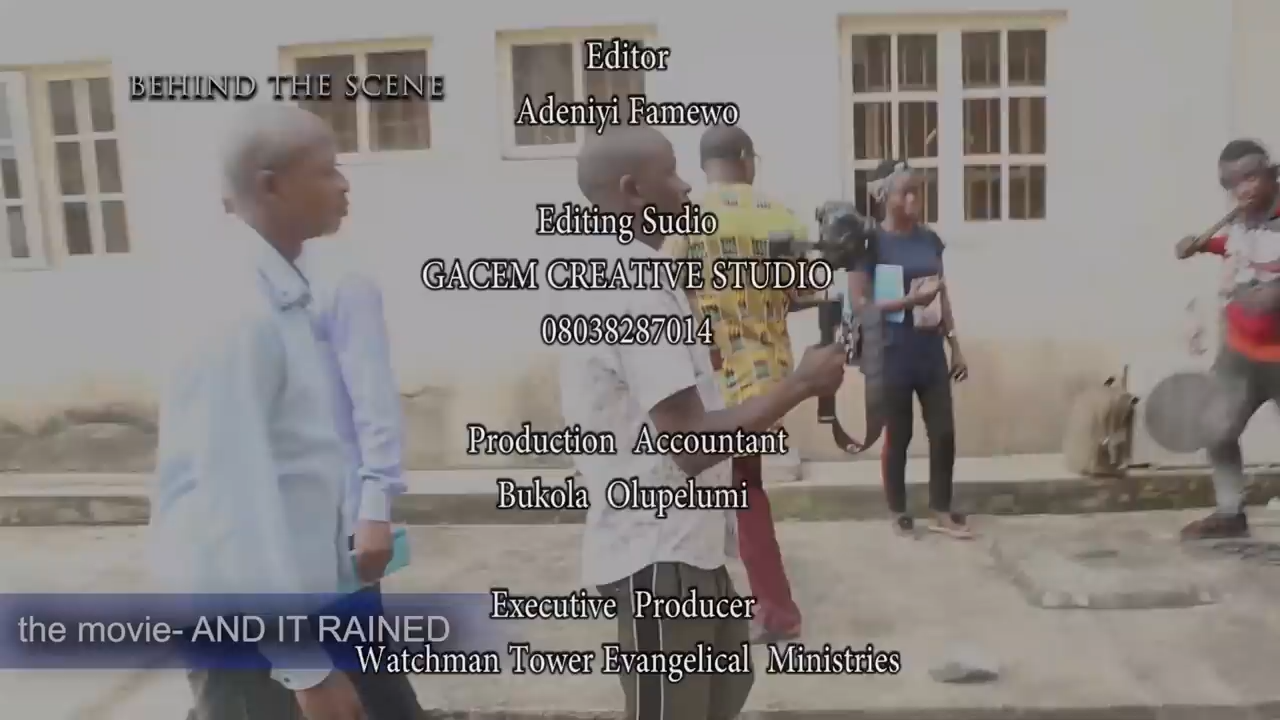 BEHIND THE SCENE
Editor
Adeniyi Famewo
Editing Sudio
GACEM CREATIVE STUDIO
08038287014
Production Accountant
Bukola Olupelumi
Executive Producer
Watchman Tower Evangelical Ministries
the movie- AND IT RAINED